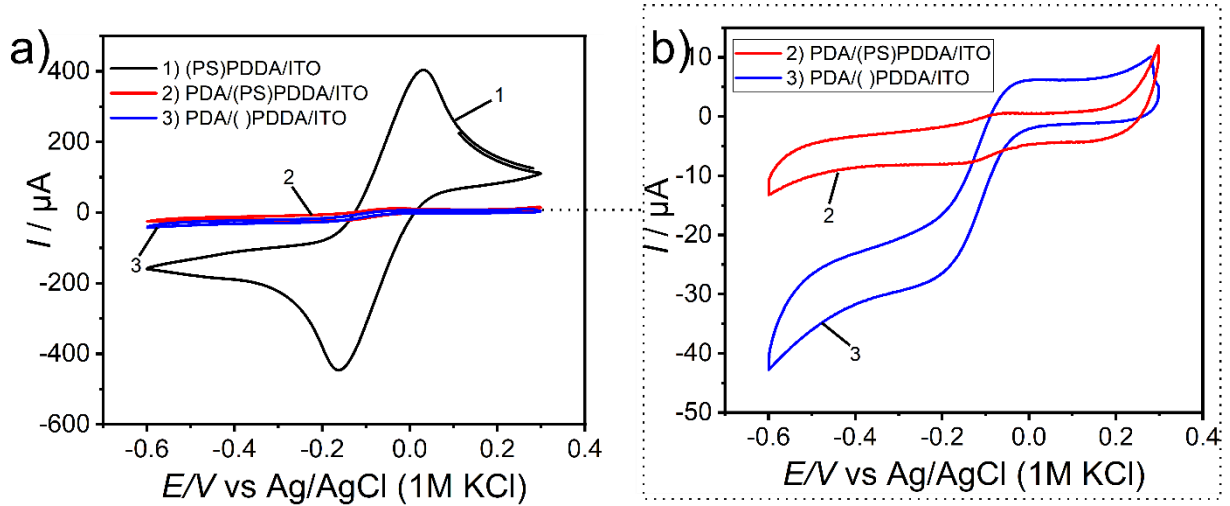 a)
1) (PS)PDDA/ITO
2) PDA/(PS)PDDA/ITO
3) PDA/( )PDDA/ITO
400
200
0
-200
-400
-600
I / µA
1
2
3
-0.6
-0.4
-0.2
0.0
0.2
0.4
E/V vs Ag/AgCl (1M KCl)
b)
2) PDA/(PS)PDDA/ITO
3) PDA/( )PDDA/ITO
10
0
-10
-20
-30
-40
-50
I / µA
2
3
-0.6
-0.4
-0.2
0.0
0.2
0.4
E/V vs Ag/AgCl (1M KCl)